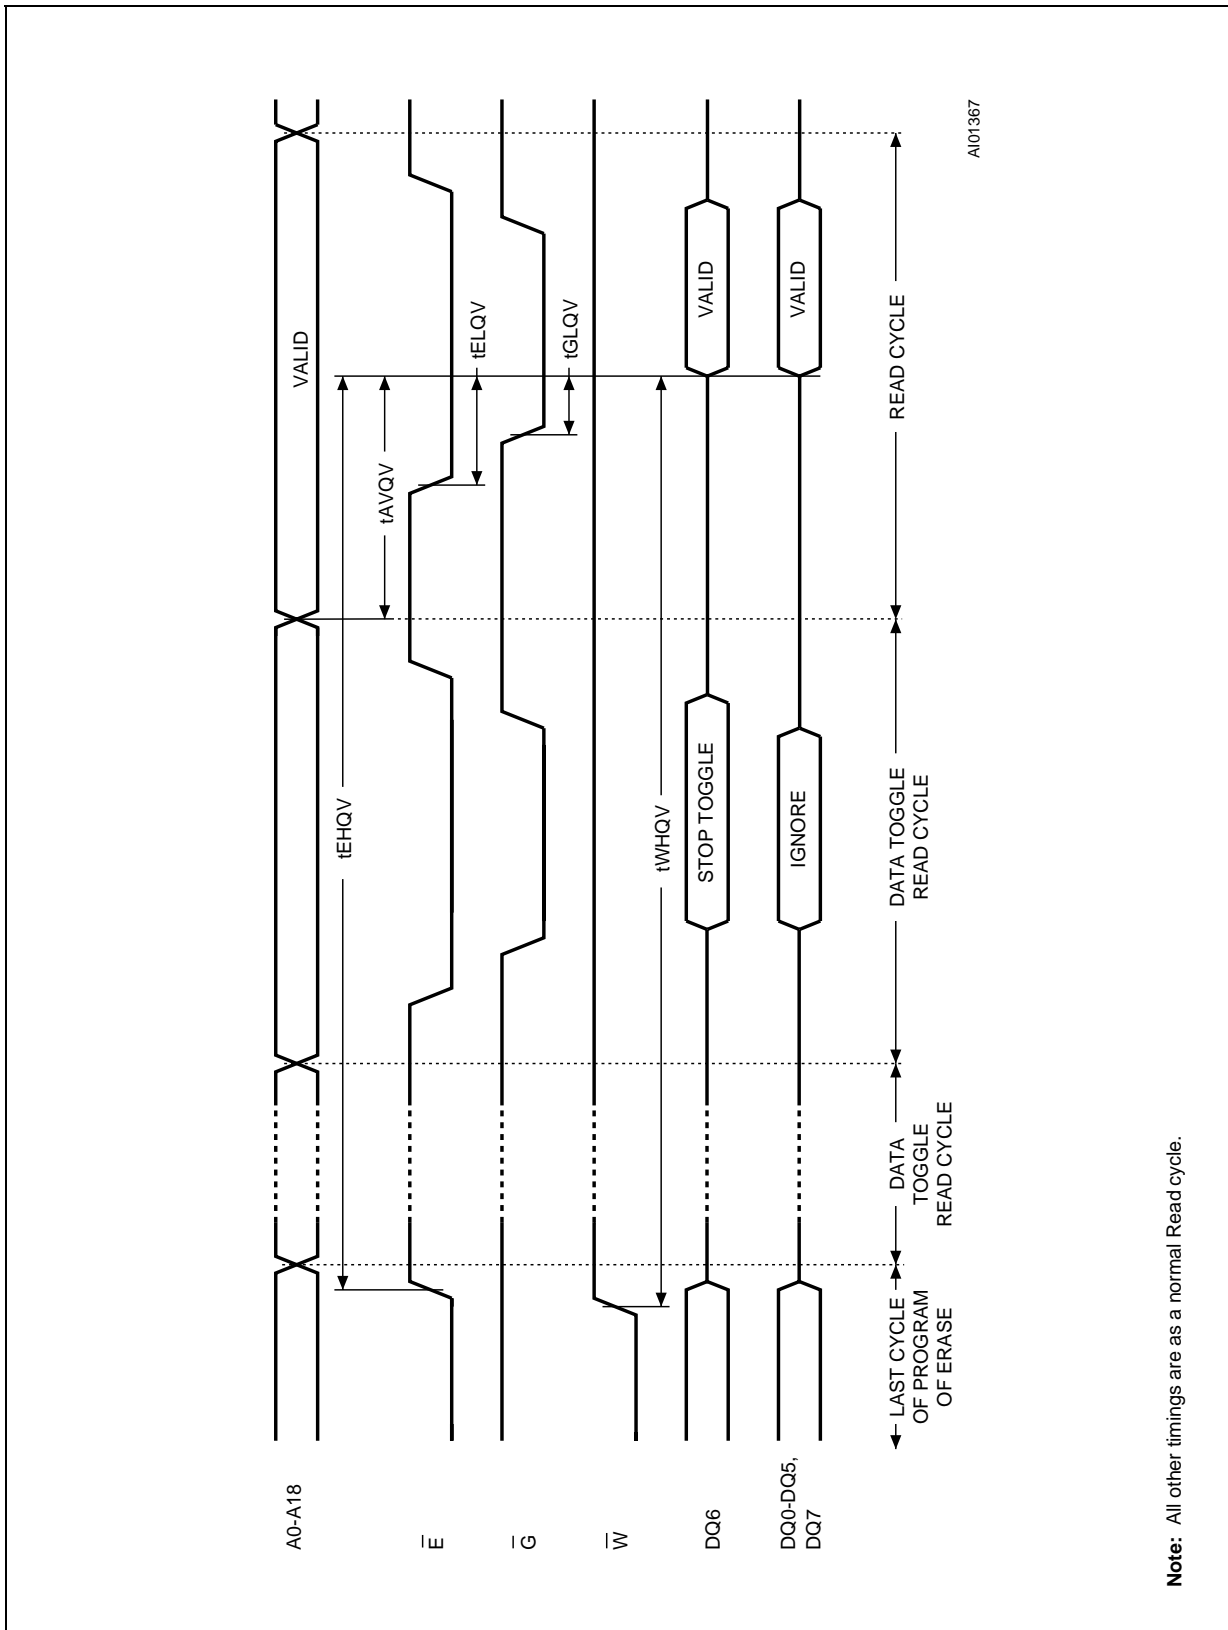 A0-A18
VALID
tEHQV
tAVQV
E
tELQV
G
tGLQV
W
tWHQV
DQ6
STOP TOGGLE
VALID
DQ0-DQ5,
DQ7
IGNORE
VALID
LAST CYCLE
OF PROGRAM
OF ERASE
DATA
TOGGLE
READ CYCLE
DATA TOGGLE
READ CYCLE
READ CYCLE
AI01367
Note: All other timings are as a normal Read cycle.